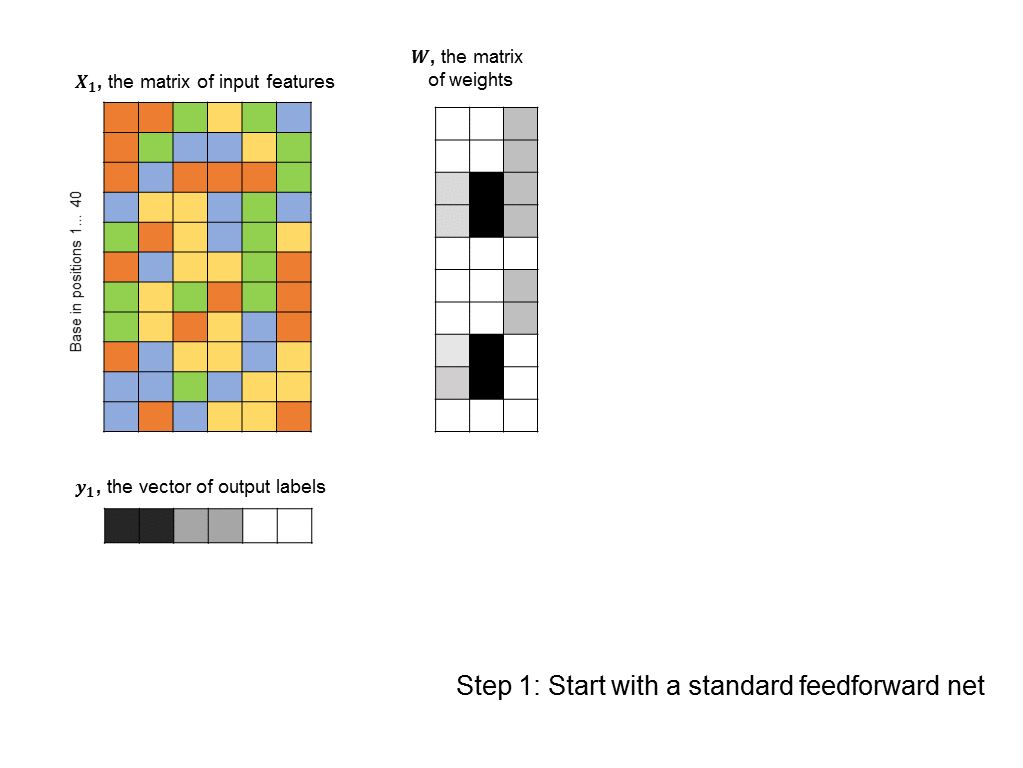 W, the matrix
of weights
X₁, the matrix of input features
Base in positions 1… 40
y₁, the vector of output labels
Step 1: Start with a standard feedforward net